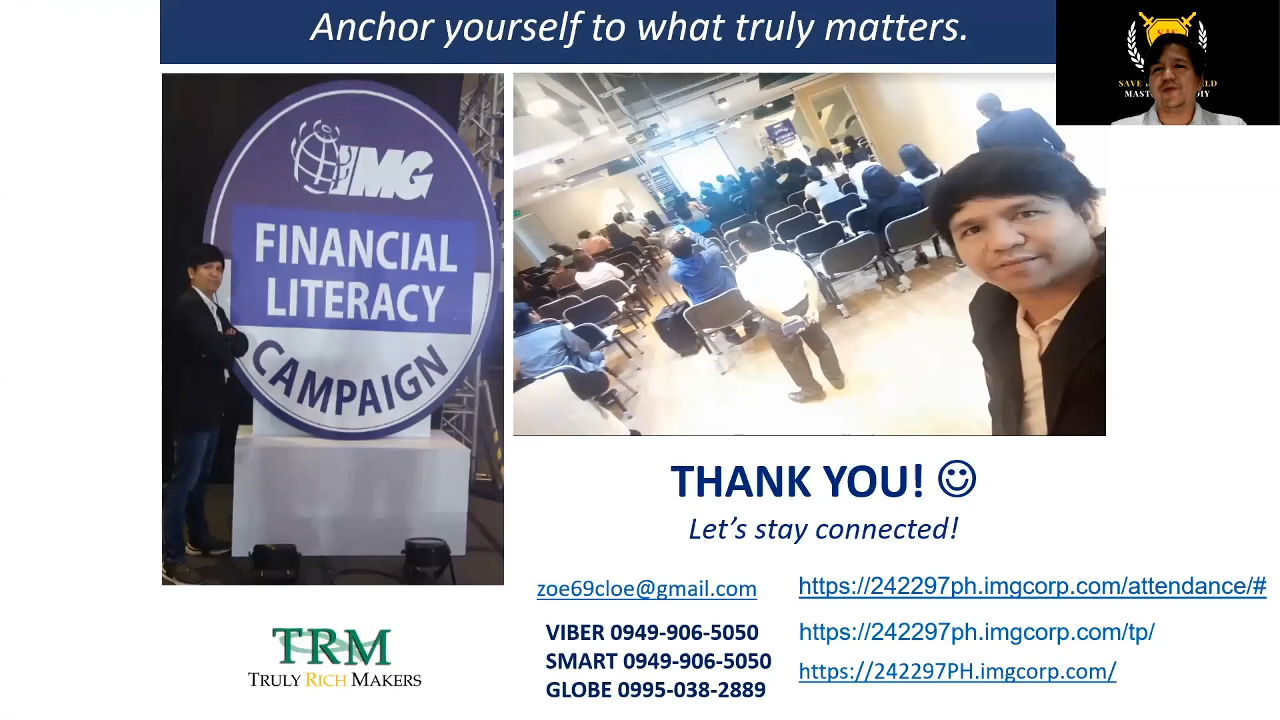 Anchor yourself to what truly matters.
IMG
FINANCIAL
LITERACY
CAMPAIGN
THANK YOU! ☺
Let's stay connected!
zoe69cloe@gmail.com
VIBER 0949-906-5050
SMART 0949-906-5050
GLOBE 0995-038-2889
https://242297ph.imgcorp.com/attendance/#
https://242297ph.imgcorp.com/tp/
https://242297PH.imgcorp.com/
TRM
TRULY RICH MAKERS